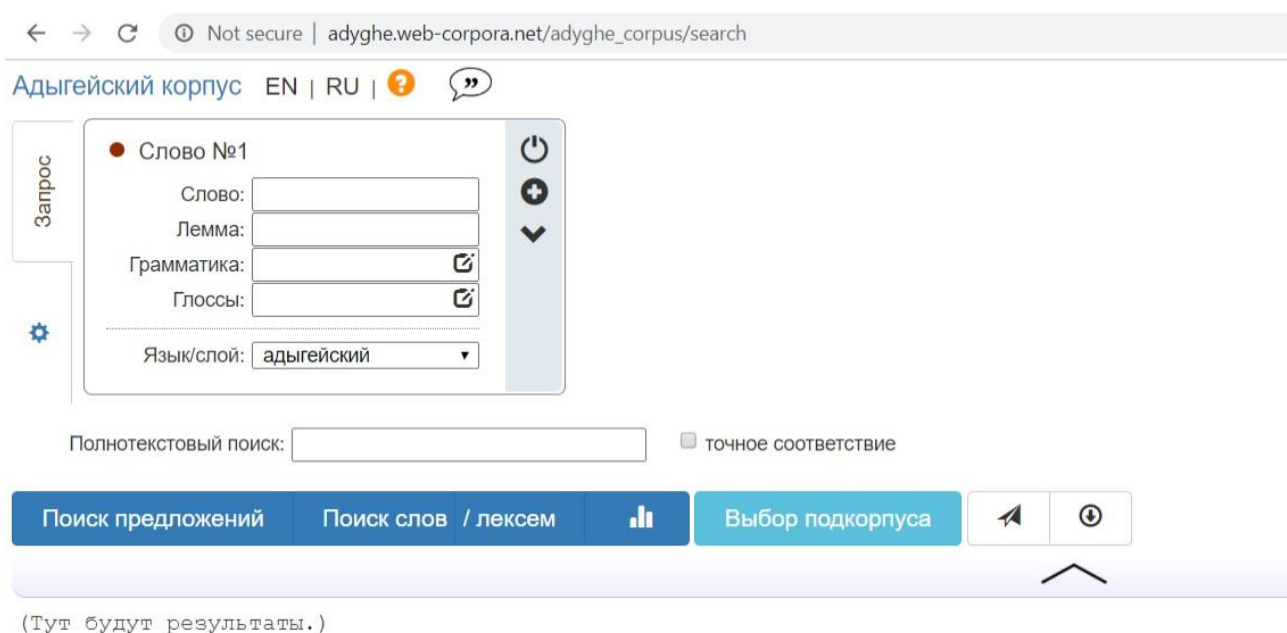 Not secure | adyghe.web-corpora.net/adyghe_corpus/search
Адыгейский корпус EN | RU | ?
Запрос
Слово №1
Слово:
Лемма:
Грамматика:
Глоссы:
Язык/слой: адыгейский
Полнотекстовый поиск: точное соответствие
Поиск предложений Поиск слов / лексем Выбор подкорпуса
(Тут будут результаты.)